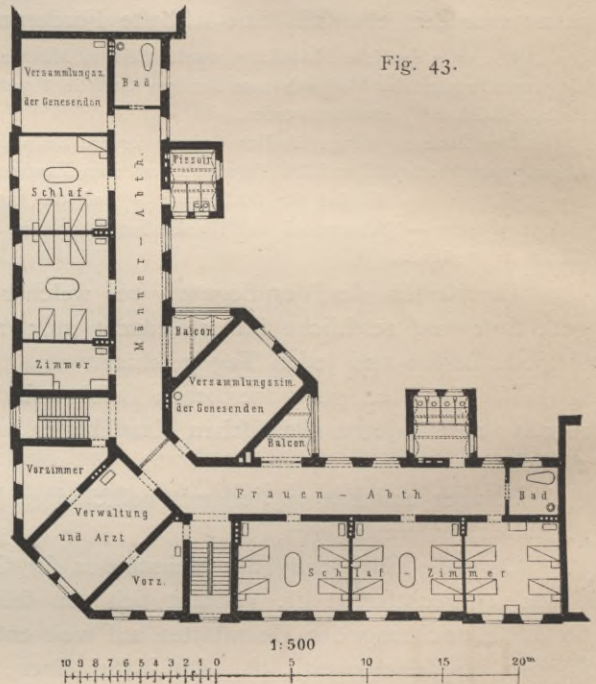 Fig. 43.
Versammlungsz.
der Genesenden
Bad
Pissoir
Schlaf-
Männer-Abth.
Zimmer
Balcon
Versammlungszim.
der Genesenden
Balcon
Vorzimmer
Verwaltung
und Arzt
Vorz.
Frauen-Abth
Bad
Schlaf-Zimmer
1:500
10 9 8 7 6 5 4 3 2 1 0 5 10 15 20m